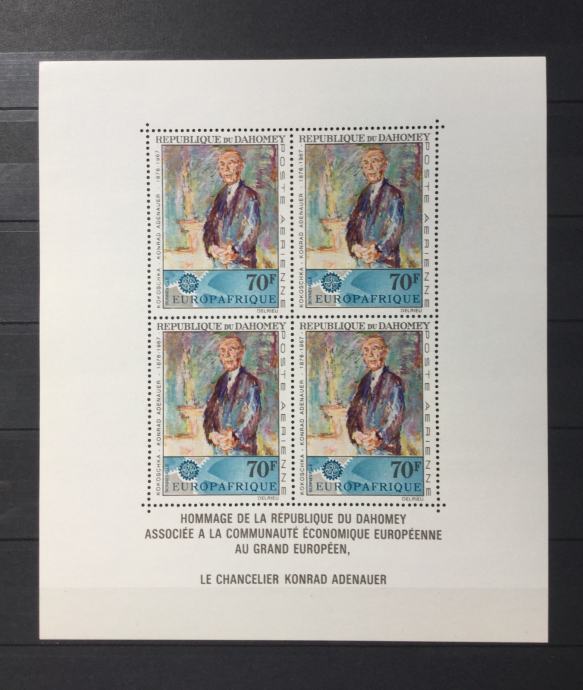 REPUBLIQUE DU DAHOMEY
POSTE AERIENNE
KOKOSCHKA - KONRAD ADENAUER - 1876-1967
70F
EUROPAFRIQUE
DELRIEU
REPUBLIQUE DU DAHOMEY
POSTE AERIENNE
KOKOSCHKA - KONRAD ADENAUER - 1876-1967
70F
EUROPAFRIQUE
DELRIEU
REPUBLIQUE DU DAHOMEY
POSTE AERIENNE
KOKOSCHKA - KONRAD ADENAUER - 1876-1967
70F
EUROPAFRIQUE
DELRIEU
REPUBLIQUE DU DAHOMEY
POSTE AERIENNE
KOKOSCHKA - KONRAD ADENAUER - 1876-1967
70F
EUROPAFRIQUE
DELRIEU
HOMMAGE DE LA RÉPUBLIQUE DU DAHOMEY
ASSOCIÉE A LA COMMUNAUTÉ ÉCONOMIQUE EUROPÉENNE
AU GRAND EUROPÉEN,
LE CHANCELIER KONRAD ADENAUER